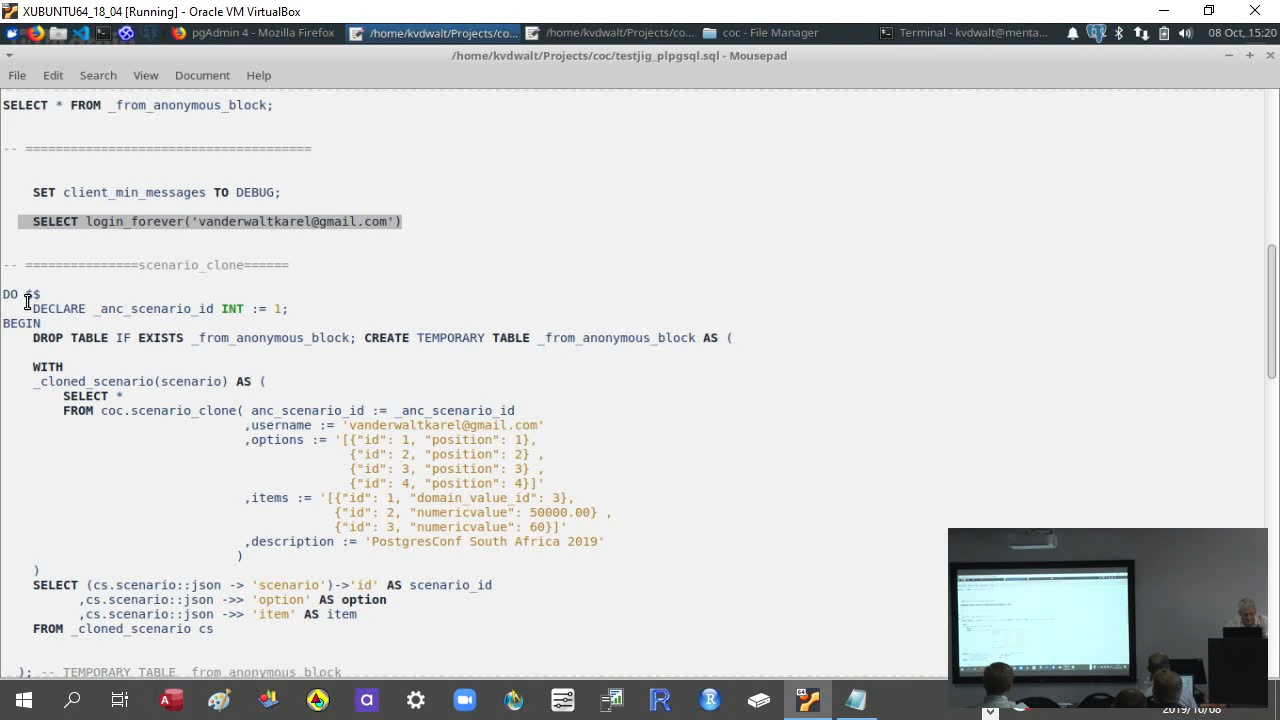 XUBUNTU64_18_04 [Running] - Oracle VM VirtualBox
pgAdmin 4 - Mozilla Firefox
/home/kvdwalt/Projects/co...
/home/kvdwalt/Projects/coc...
coc - File Manager
Terminal - kvdwalt@menta...
08 Oct, 15:20
/home/kvdwalt/Projects/coc/testjig_plpgsql.sql - Mousepad
File Edit Search View Document Help
SELECT * FROM _from_anonymous_block;
-- ======================================
SET client_min_messages TO DEBUG;
SELECT login_forever('vanderwaltkarel@gmail.com')
-- ===============scenario_clone======
DO $$
DECLARE _anc_scenario_id INT := 1;
BEGIN
DROP TABLE IF EXISTS _from_anonymous_block; CREATE TEMPORARY TABLE _from_anonymous_block AS (
WITH
_cloned_scenario(scenario) AS (
SELECT *
FROM coc.scenario_clone( anc_scenario_id := _anc_scenario_id
,username := 'vanderwaltkarel@gmail.com'
,options := '[{"id": 1, "position": 1},
{"id": 2, "position": 2} ,
{"id": 3, "position": 3} ,
{"id": 4, "position": 4}]'
,items := '[{"id": 1, "domain_value_id": 3},
{"id": 2, "numericvalue": 50000.00} ,
{"id": 3, "numericvalue": 60}]'
,description := 'PostgresConf South Africa 2019'
)
)
SELECT (cs.scenario::json -> 'scenario')->'id' AS scenario_id
,cs.scenario::json ->> 'option' AS option
,cs.scenario::json ->> 'item' AS item
FROM _cloned_scenario cs
); -- TEMPORARY TABLE _from_anonymous_block
2019/10/08